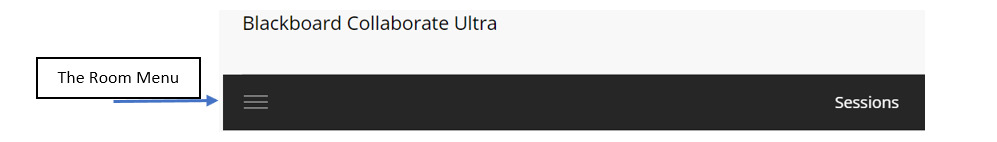 Blackboard Collaborate Ultra
The Room Menu
Sessions